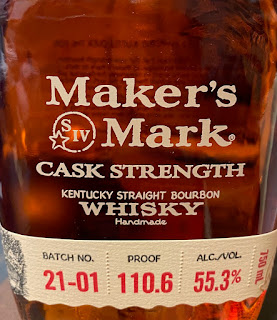 Maker's
SIV Mark®
CASK STRENGTH
KENTUCKY STRAIGHT BOURBON
WHISKY
Handmade
BATCH NO. PROOF ALC./VOL.
21-01 110.6 55.3%
750 ml